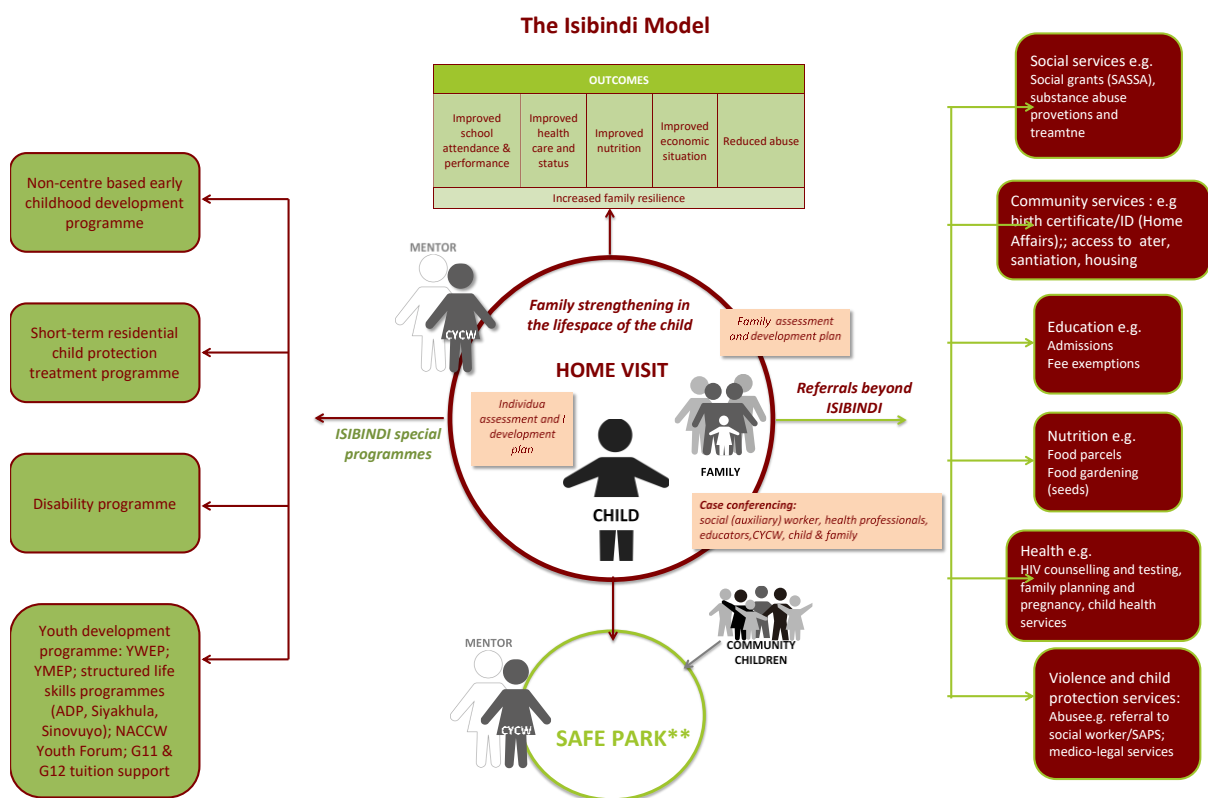 The Isibindi Model
OUTCOMES
Improved
school
attendance &
performance
Improved
health
care and
status
Improved
nutrition
Improved
economic
situation
Reduced abuse
Increased family resilience
Non-centre based early
childhood development
programme
Short-term residential
child protection
treatment programme
Disability programme
Youth development
programme: YWEP;
YMEP; structured life
skills programmes
(ADP, Siyakhula,
Sinovuyo); NACCW
Youth Forum; G11 &
G12 tuition support
ISIBINDI special
programmes
MENTOR
CYCW
Family strengthening in
the lifespace of the child
HOME VISIT
Family assessment
and development plan
Individua
assessment and l
development
plan
CHILD
FAMILY
Case conferencing:
social (auxiliary) worker, health professionals,
educators,CYCW, child & family
Referrals beyond
ISIBINDI
MENTOR
CYCW
SAFE PARK**
COMMUNITY
CHILDREN
Social services e.g.
Social grants (SASSA),
substance abuse
provetions and
treamtne
Community services : e.g
birth certificate/ID (Home
Affairs);; access to ater,
santiation, housing
Education e.g.
Admissions
Fee exemptions
Nutrition e.g.
Food parcels
Food gardening
(seeds)
Health e.g.
HIV counselling and testing,
family planning and
pregnancy, child health
services
Violence and child
protection services:
Abusee.g. referral to
social worker/SAPS;
medico-legal services